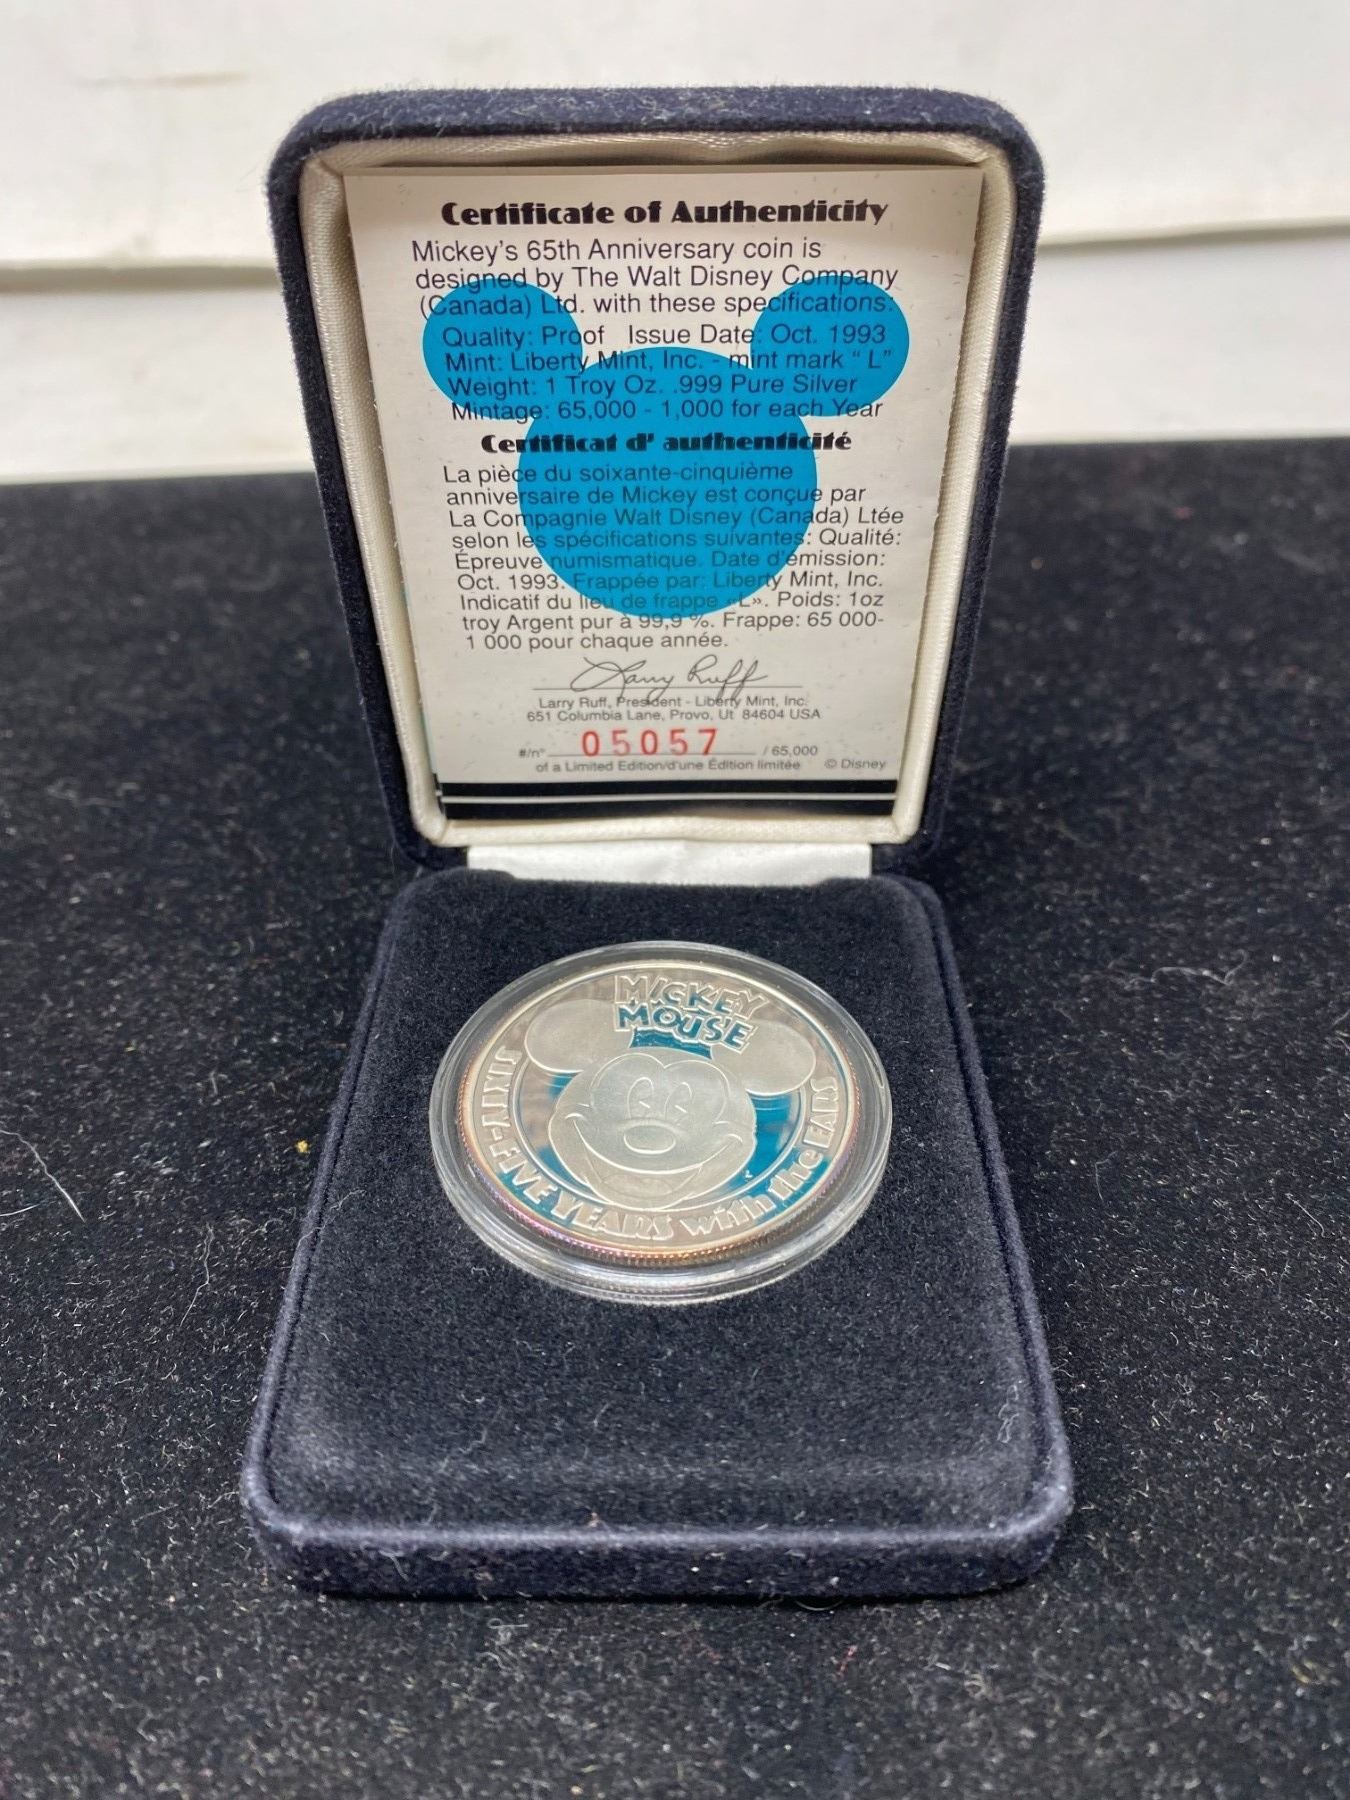 Certificate of Authenticity
Mickey's 65th Anniversary coin is
designed by The Walt Disney Company
(Canada) Ltd. with these specifications:
Quality: Proof Issue Date: Oct. 1993
Mint: Liberty Mint, Inc. - mint mark " L"
Weight: 1 Troy Oz. .999 Pure Silver
Mintage: 65,000 - 1,000 for each Year
Certificat d' authenticité
La pièce du soixante-cinquième
anniversaire de Mickey est conçue par
La Compagnie Walt Disney (Canada) Ltée
selon les spécifications suivantes: Qualité:
Épreuve numismatique. Date d'émission:
Oct. 1993. Frappée par: Liberty Mint, Inc.
Indicatif du lieu de frappe «L». Poids: 1oz
troy Argent pur à 99,9 %. Frappe: 65 000-
1 000 pour chaque année.
Larry Ruff
Larry Ruff, President - Liberty Mint, Inc.
651 Columbia Lane, Provo, Ut 84604 USA
#/n° 05057 / 65,000
of a Limited Edition/d'une Édition limitée © Disney
MICKEY
MOUSE
SIXTY-FIVE YEARS with the EARS